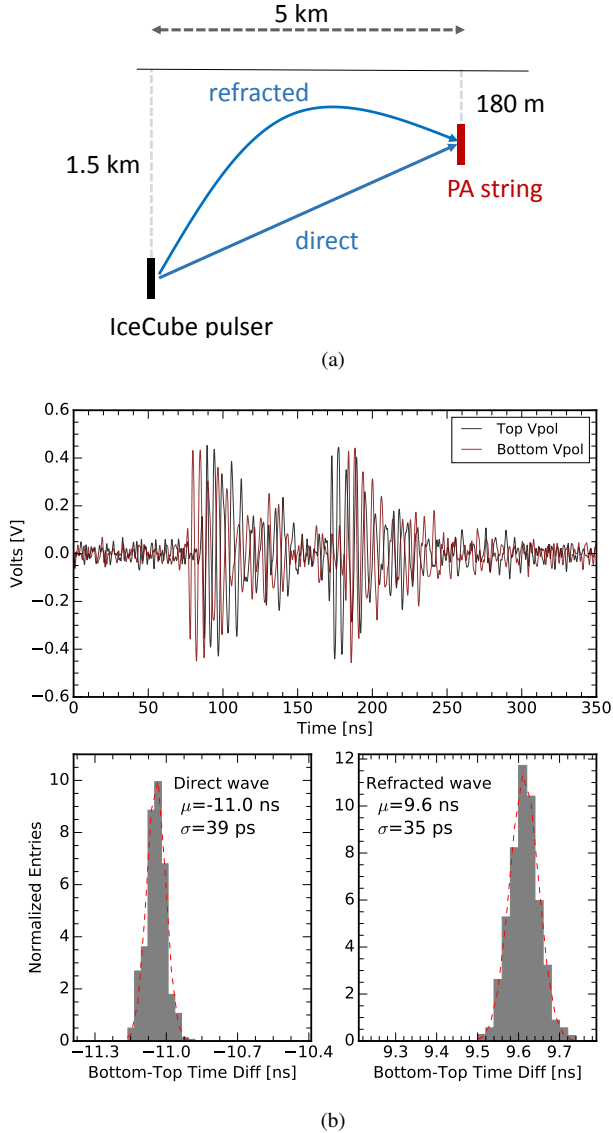 5 km
refracted
180 m
1.5 km
PA string
direct
IceCube pulser
(a)
0.6
0.4
0.2
0.0
−0.2
−0.4
−0.6
Volts [V]
Top Vpol
Bottom Vpol
0 50 100 150 200 250 300 350
Time [ns]
10
8
6
4
2
0
Normalized Entries
Direct wave
μ=-11.0 ns
σ=39 ps
−11.3 −11.0 −10.7 −10.4
Bottom-Top Time Diff [ns]
12
10
8
6
4
2
0
Refracted wave
μ=9.6 ns
σ=35 ps
9.3 9.4 9.5 9.6 9.7
Bottom-Top Time Diff [ns]
(b)